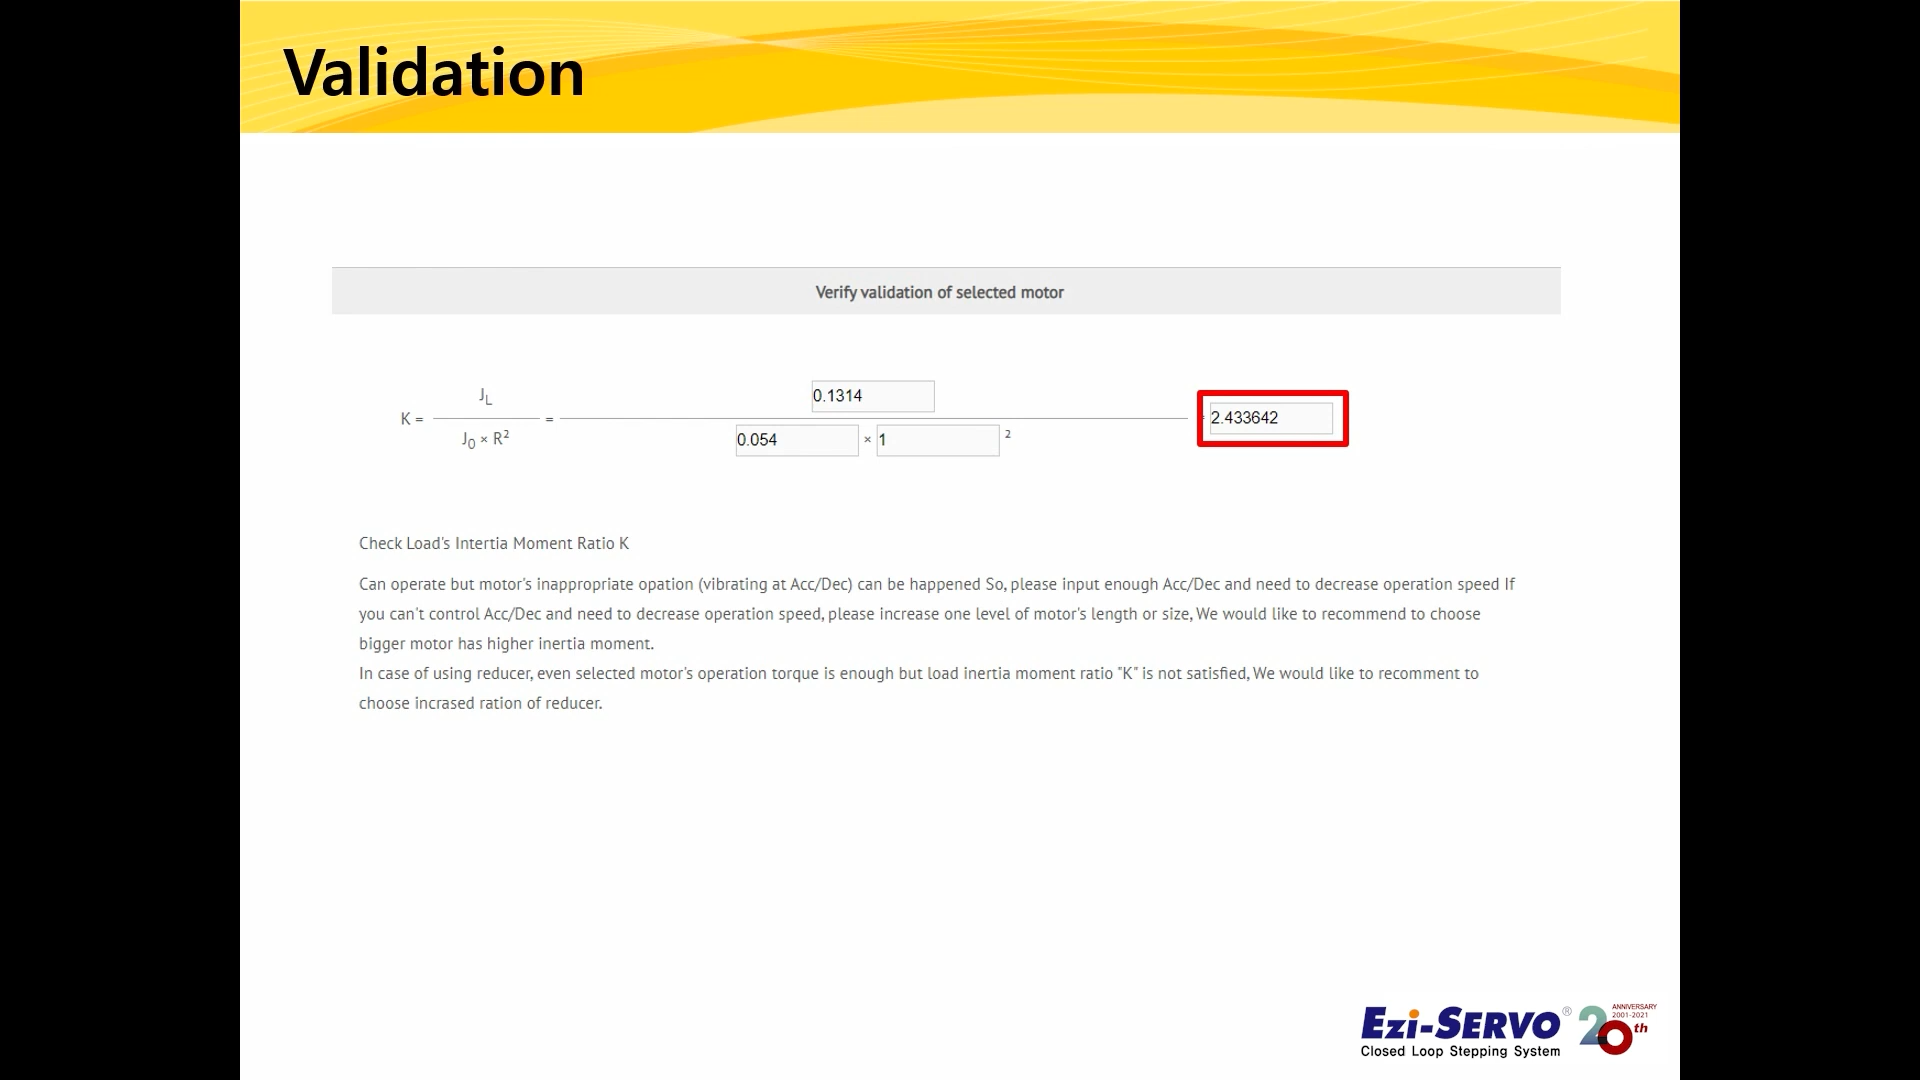 Validation
Verify validation of selected motor
K = J_L / J_0 × R² = 0.1314 / 0.054 × 1 ² = 2.433642
Check Load's Intertia Moment Ratio K
Can operate but motor's inappropriate opation (vibrating at Acc/Dec) can be happened So, please input enough Acc/Dec and need to decrease operation speed If
you can't control Acc/Dec and need to decrease operation speed, please increase one level of motor's length or size, We would like to recommend to choose
bigger motor has higher inertia moment.
In case of using reducer, even selected motor's operation torque is enough but load inertia moment ratio "K" is not satisfied, We would like to recomment to
choose incrased ration of reducer.
Ezi-SERVO®
Closed Loop Stepping System
20th
ANNIVERSARY
2001-2021